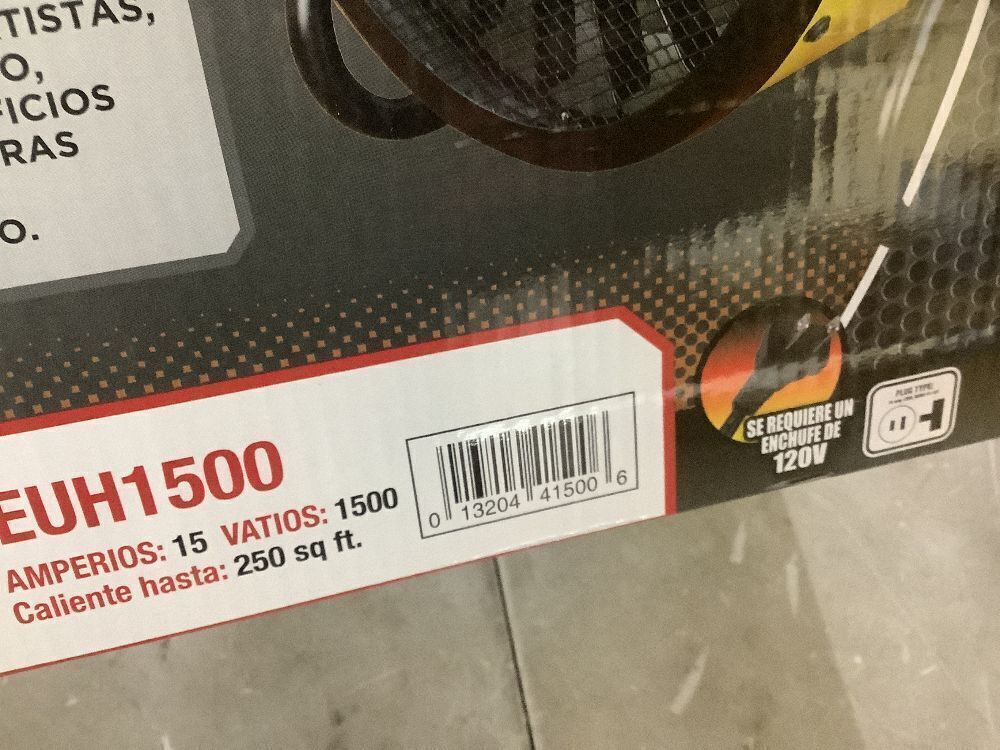 TISTAS,
O,
FICIOS
RAS
O.
EUH1500
AMPERIOS: 15 VATIOS: 1500
Caliente hasta: 250 sq ft.
0 13204 41500 6
SE REQUIERE UN
ENCHUFE DE
120V
PLUG TYPE: